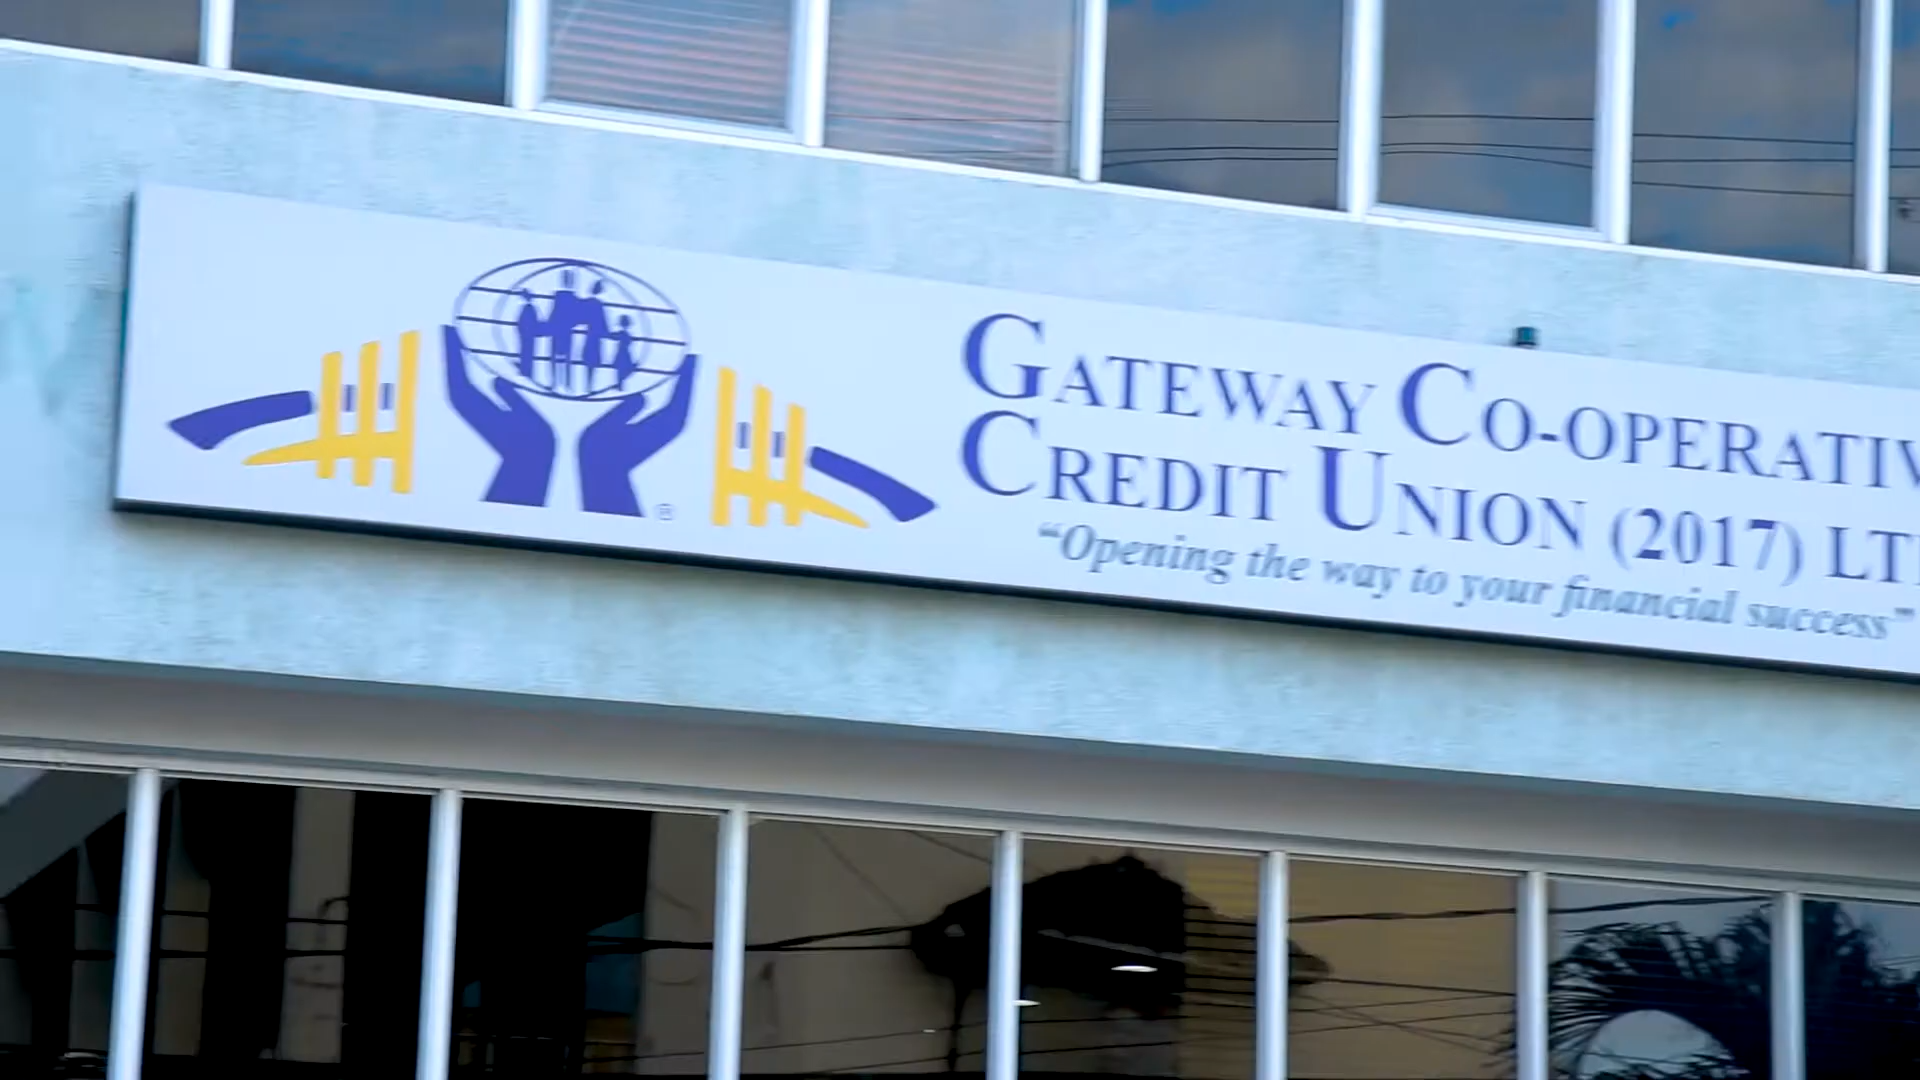 GATEWAY CO-OPERATIV
CREDIT UNION (2017) LT
“Opening the way to your financial success”
®